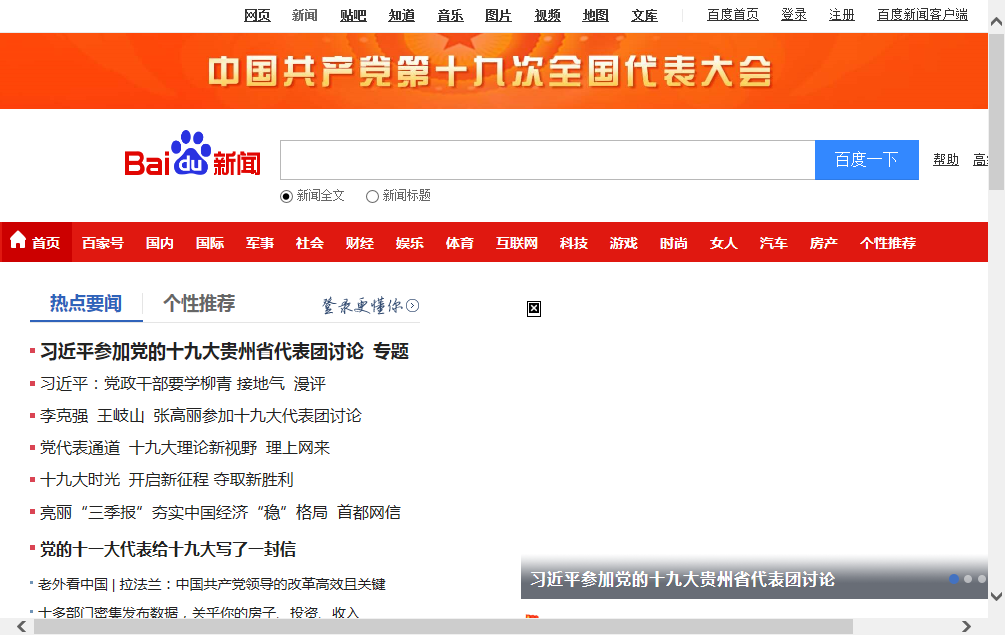 网页 新闻 贴吧 知道 音乐 图片 视频 地图 文库 百度首页 登录 注册 百度新闻客户端
中国共产党第十九次全国代表大会
Bai du 新闻 百度一下 帮助
新闻全文 新闻标题
首页 百家号 国内 国际 军事 社会 财经 娱乐 体育 互联网 科技 游戏 时尚 女人 汽车 房产 个性推荐
热点要闻 个性推荐 登录更懂你
习近平参加党的十九大贵州省代表团讨论 专题
习近平：党政干部要学柳青 接地气 漫评
李克强 王岐山 张高丽参加十九大代表团讨论
党代表通道 十九大理论新视野 理上网来
十九大时光 开启新征程 夺取新胜利
亮丽“三季报”夯实中国经济“稳”格局 首都网信
党的十一大代表给十九大写了一封信
习近平参加党的十九大贵州省代表团讨论
老外看中国 | 拉法兰：中国共产党领导的改革高效且关键
十多部门密集发布数据，关乎你的房子、投资、收入